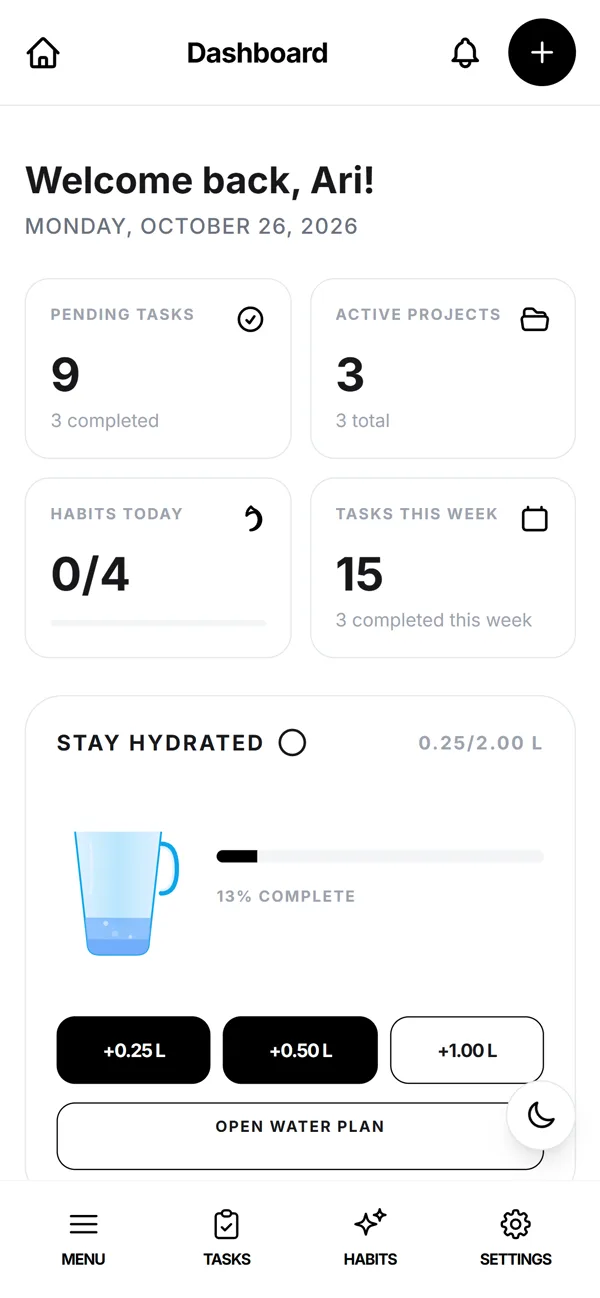 Dashboard
Welcome back, Ari!
MONDAY, OCTOBER 26, 2026
PENDING TASKS
9
3 completed
ACTIVE PROJECTS
3
3 total
HABITS TODAY
0/4
TASKS THIS WEEK
15
3 completed this week
STAY HYDRATED
0.25/2.00 L
13% COMPLETE
+0.25 L
+0.50 L
+1.00 L
OPEN WATER PLAN
MENU
TASKS
HABITS
SETTINGS